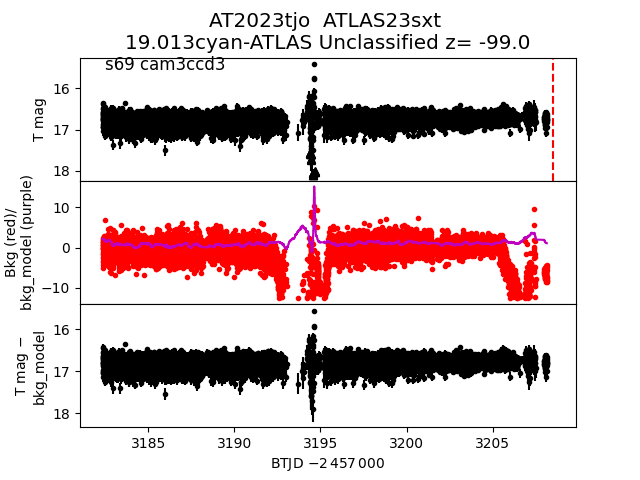 AT2023tjo  ATLAS23sxt
19.013cyan-ATLAS Unclassified z= -99.0
s69 cam3ccd3
T mag
16
17
18
Bkg (red)/
bkg_model (purple)
10
0
−10
T mag −
bkg_model
16
17
18
3185
3190
3195
3200
3205
BTJD −2 457 000